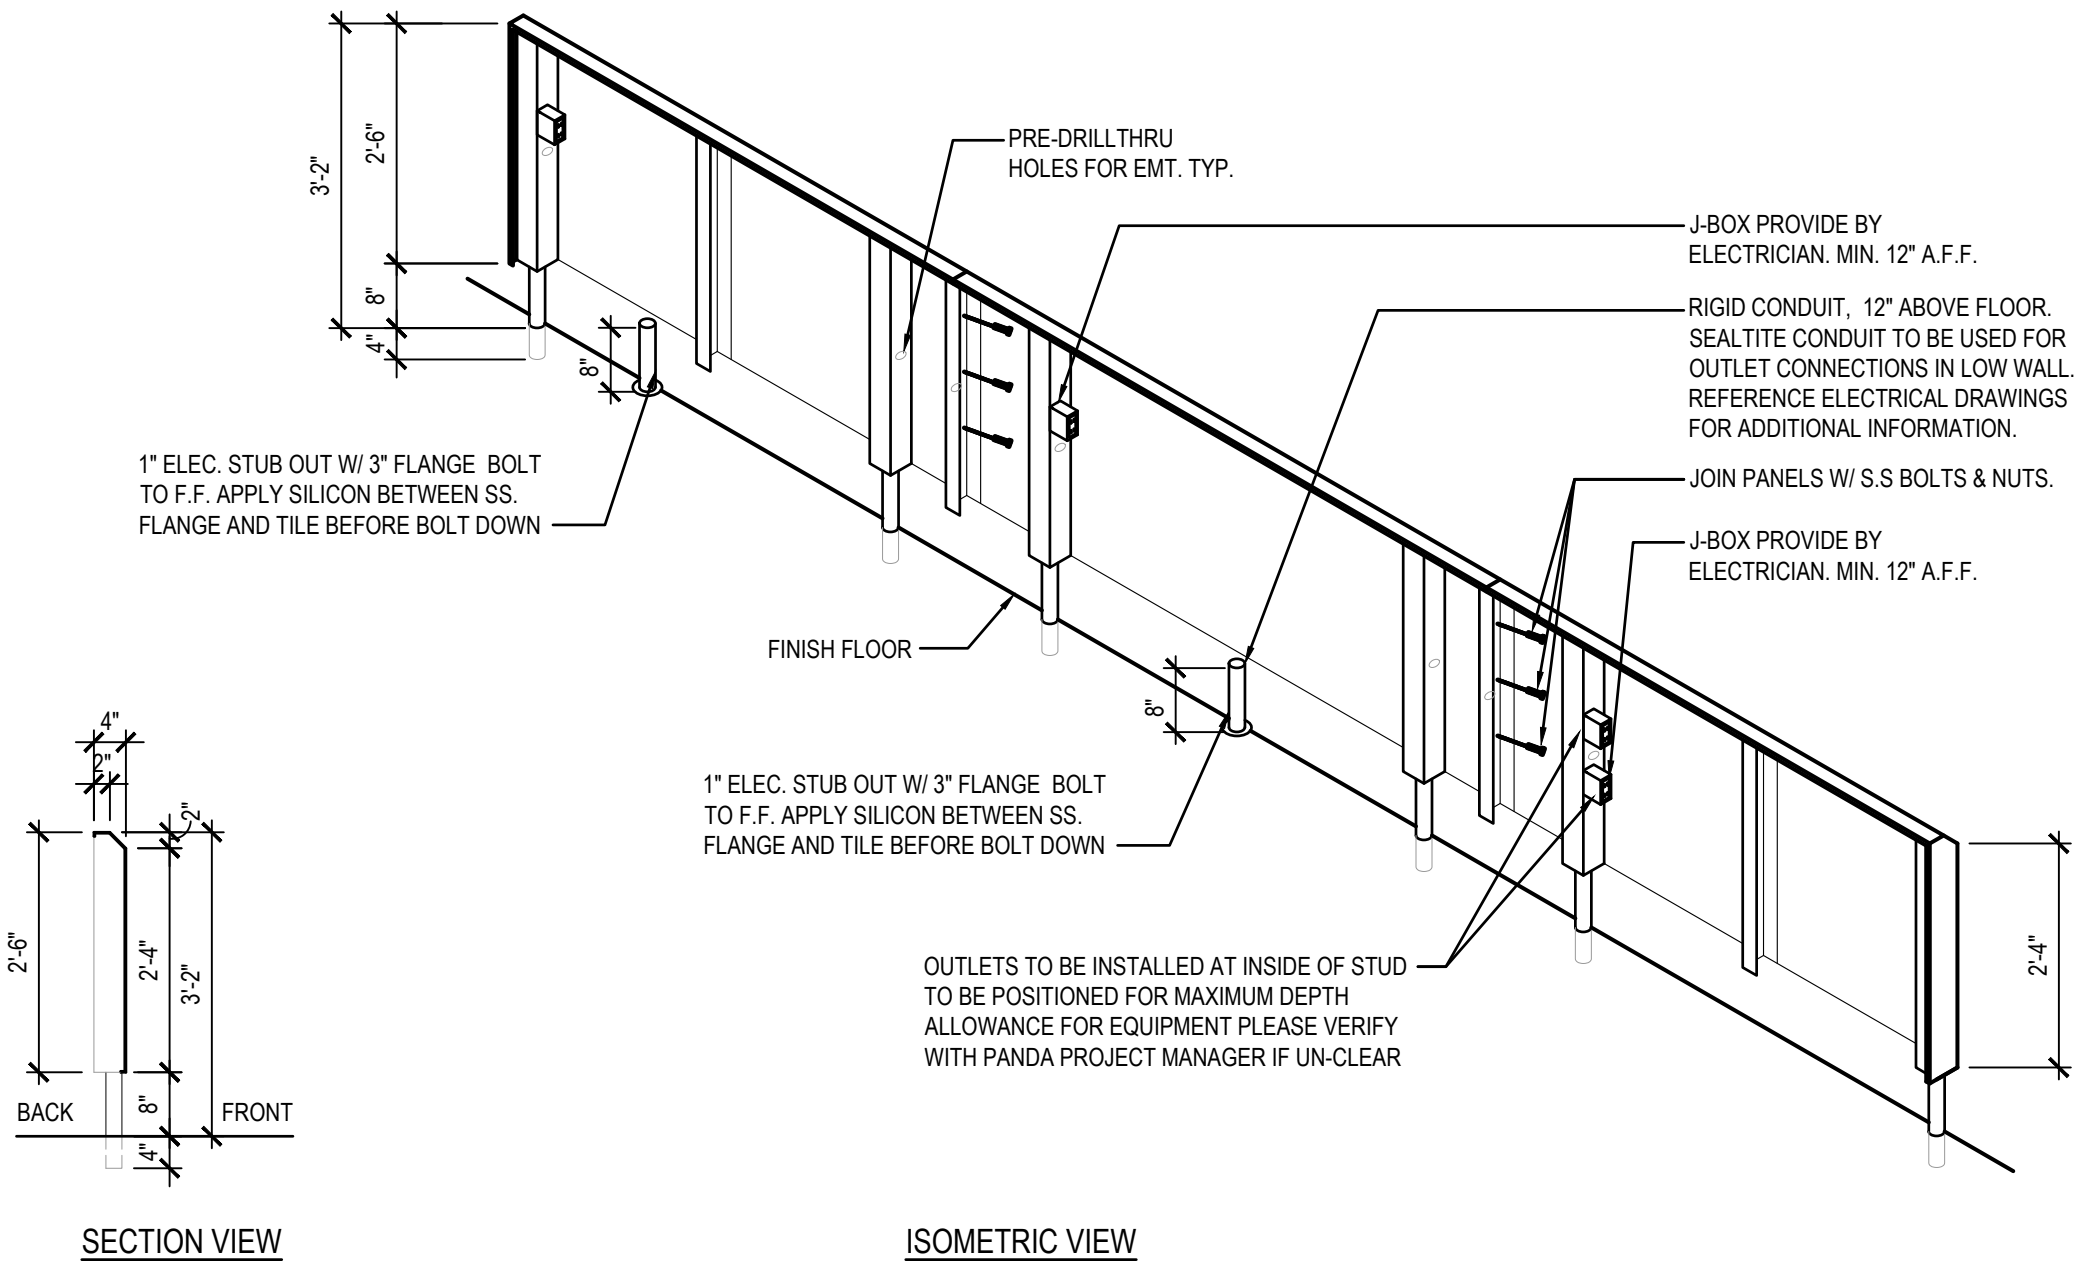 3'-2"
2'-6"
8"
4"
8"
PRE-DRILLTHRU
HOLES FOR EMT. TYP.
J-BOX PROVIDE BY
ELECTRICIAN. MIN. 12" A.F.F.
RIGID CONDUIT, 12" ABOVE FLOOR.
SEALTITE CONDUIT TO BE USED FOR
OUTLET CONNECTIONS IN LOW WALL.
REFERENCE ELECTRICAL DRAWINGS
FOR ADDITIONAL INFORMATION.
1" ELEC. STUB OUT W/ 3" FLANGE BOLT
TO F.F. APPLY SILICON BETWEEN SS.
FLANGE AND TILE BEFORE BOLT DOWN
JOIN PANELS W/ S.S BOLTS & NUTS.
J-BOX PROVIDE BY
ELECTRICIAN. MIN. 12" A.F.F.
FINISH FLOOR
8"
1" ELEC. STUB OUT W/ 3" FLANGE BOLT
TO F.F. APPLY SILICON BETWEEN SS.
FLANGE AND TILE BEFORE BOLT DOWN
OUTLETS TO BE INSTALLED AT INSIDE OF STUD
TO BE POSITIONED FOR MAXIMUM DEPTH
ALLOWANCE FOR EQUIPMENT PLEASE VERIFY
WITH PANDA PROJECT MANAGER IF UN-CLEAR
2'-4"
4"
2"
2"
2'-6"
2'-4"
3'-2"
8"
4"
BACK
FRONT
SECTION VIEW
ISOMETRIC VIEW